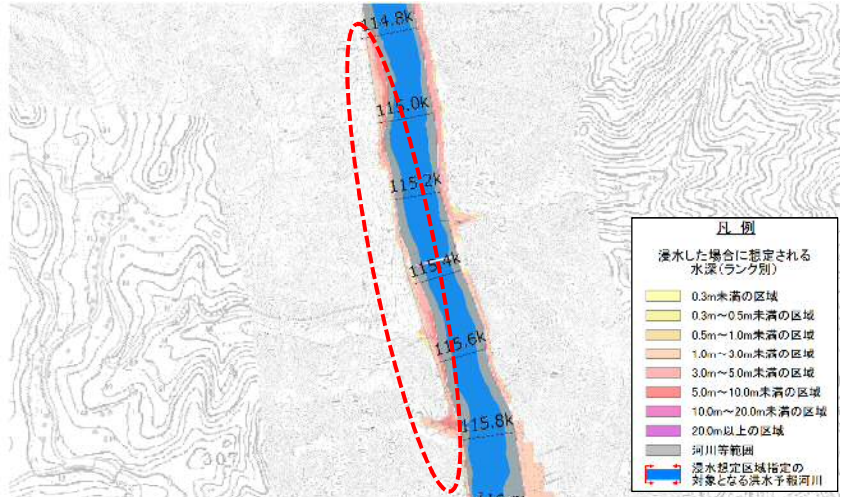 114.8k
115.0k
115.2k
115.4k
115.6k
115.8k
307
凡 例
浸水した場合に想定される
水深(ランク別)
0.3m未満の区域
0.3m～0.5m未満の区域
0.5m～1.0m未満の区域
1.0m～3.0m未満の区域
3.0m～5.0m未満の区域
5.0m～10.0m未満の区域
10.0m～20.0m未満の区域
20.0m以上の区域
河川等範囲
浸水想定区域指定の
対象となる洪水予報河川